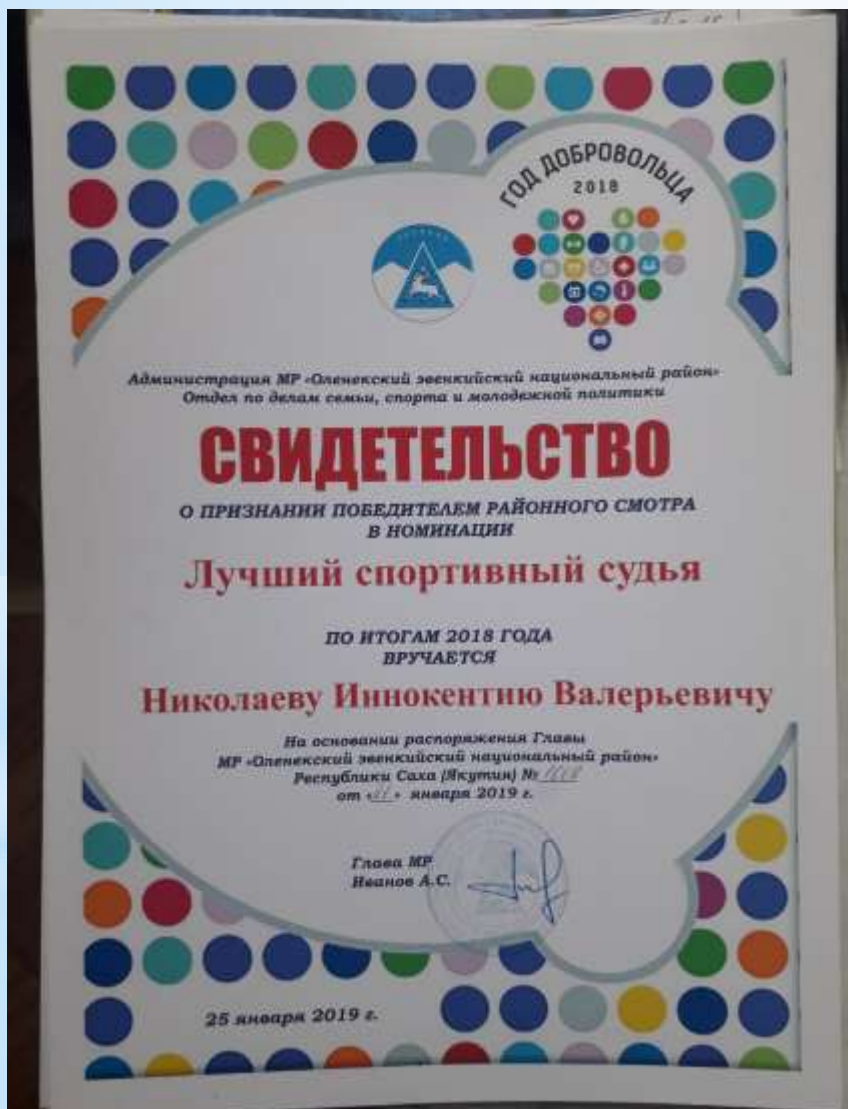 ГОД ДОБРОВОЛЬЦА
2018
Администрация МР «Оленекский эвенкийский национальный район»
Отдел по делам семьи, спорта и молодежной политики
СВИДЕТЕЛЬСТВО
О ПРИЗНАНИИ ПОБЕДИТЕЛЕМ РАЙОННОГО СМОТРА
В НОМИНАЦИИ
Лучший спортивный судья
ПО ИТОГАМ 2018 ГОДА
ВРУЧАЕТСЯ
Николаеву Иннокентию Валерьевичу
На основании распоряжения Главы
МР «Оленекский эвенкийский национальный район»
Республики Саха (Якутия) №
от « » января 2019 г.
Глава МР
Иванов А.С.
25 января 2019 г.